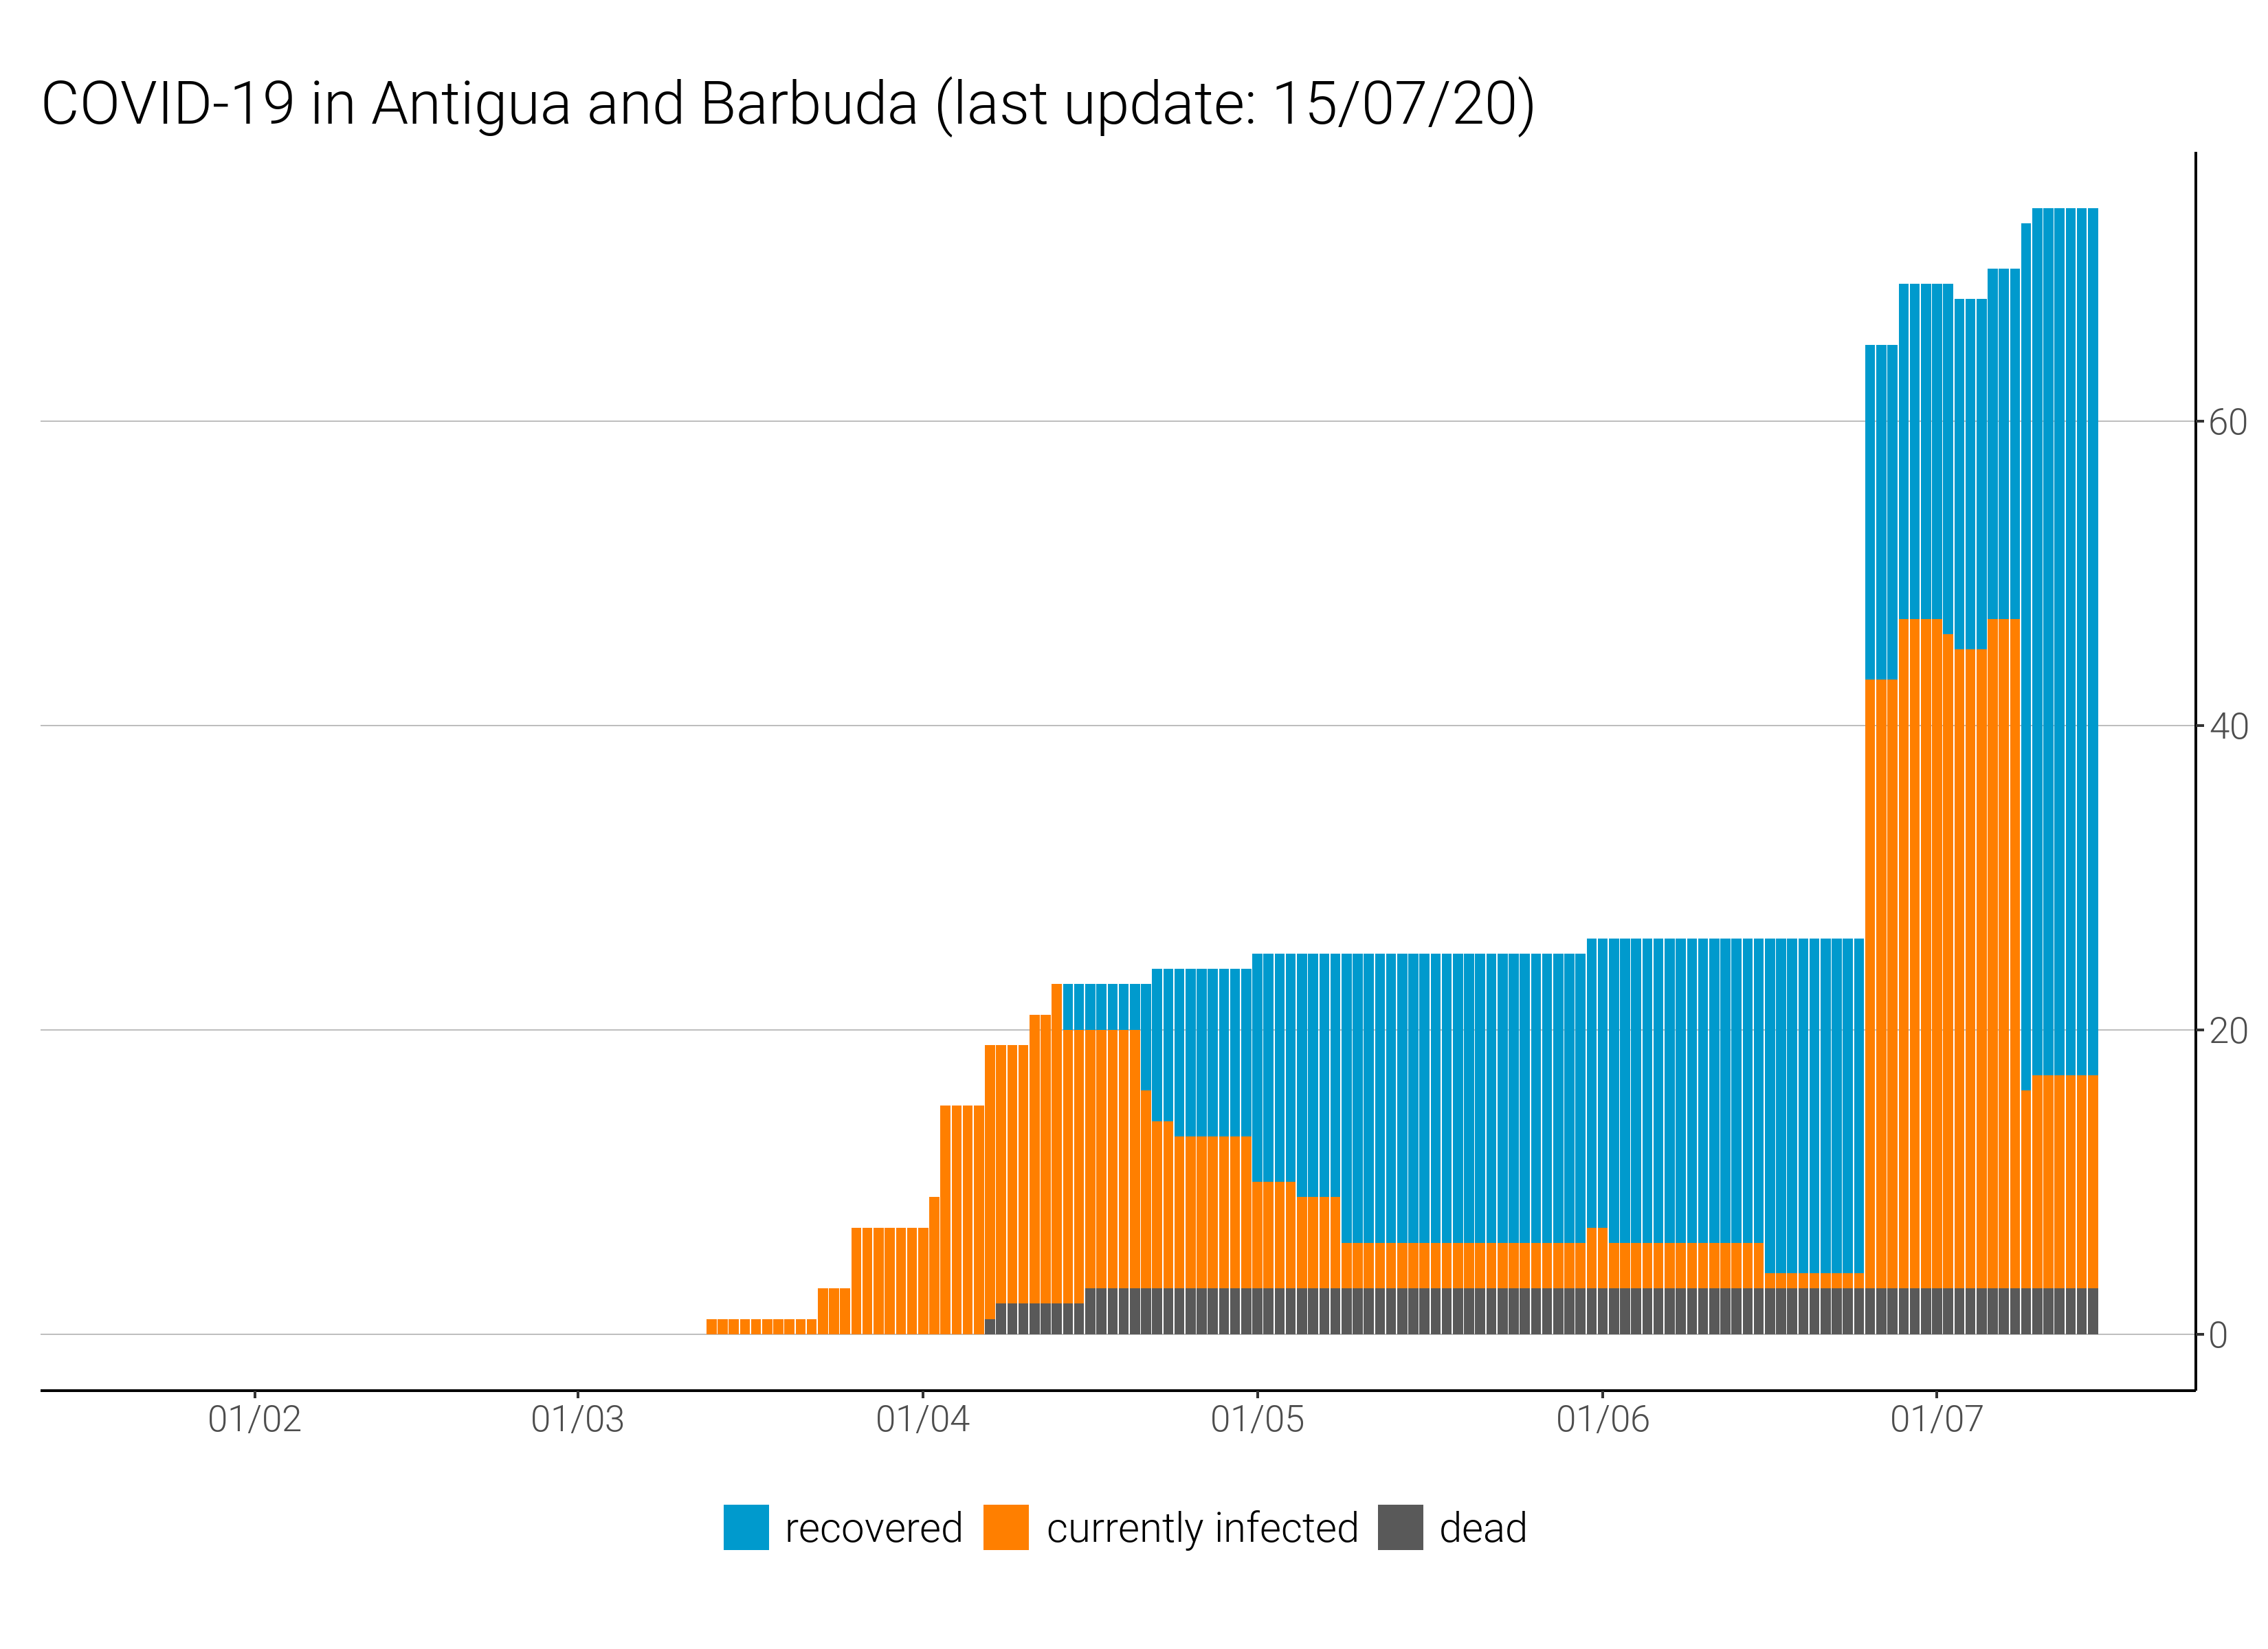 COVID-19 in Antigua and Barbuda (last update: 15/07/20)
60
40
20
0
01/02 01/03 01/04 01/05 01/06 01/07
recovered currently infected dead